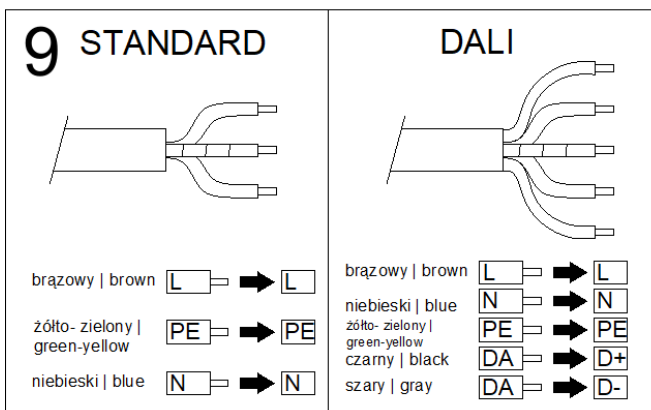 9 STANDARD
brązowy | brown L L
żółto- zielony |
green-yellow PE PE
niebieski | blue N N
DALI
brązowy | brown L L
niebieski | blue N N
żółto- zielony |
green-yellow PE PE
czarny | black DA D+
szary | gray DA D-